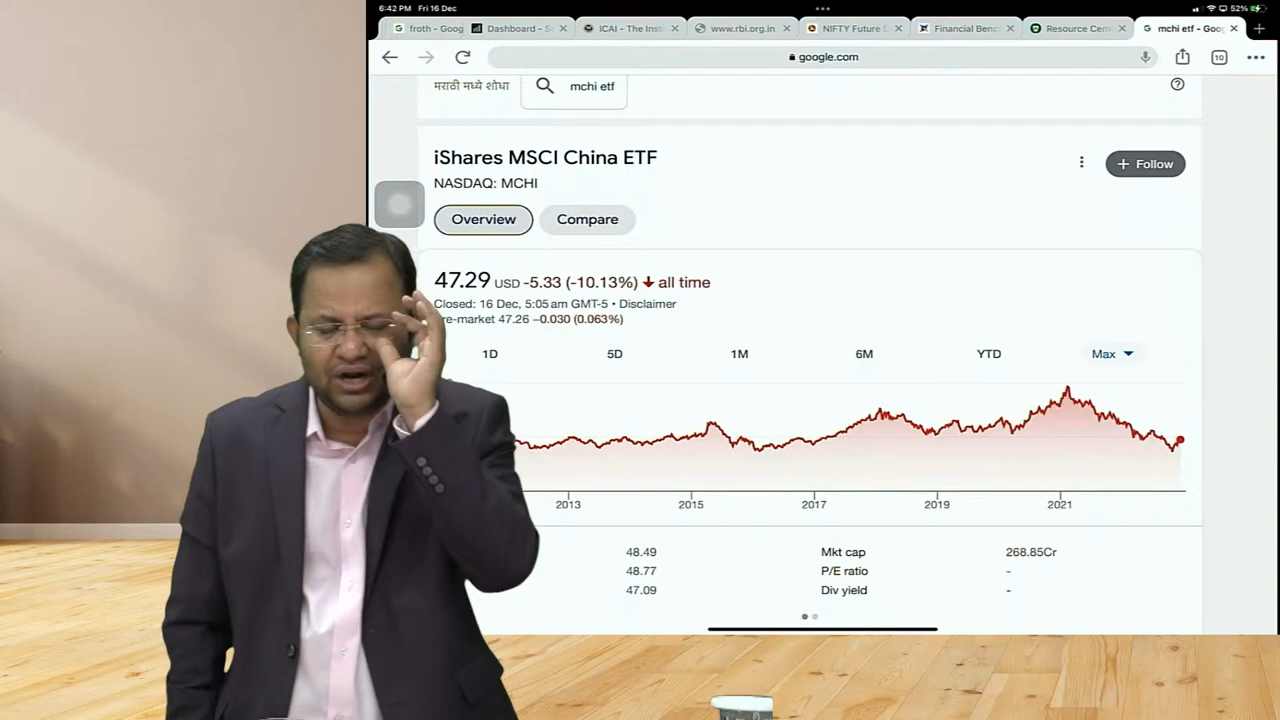 6:42 PM Fri 16 Dec
52%
froth - Goog
Dashboard - S
ICAI - The Inst
www.rbi.org.in
NIFTY Future D
Financial Benc
Resource Cent
mchi etf - Goo
google.com
10
मराठी मध्ये शोधा
mchi etf
iShares MSCI China ETF
NASDAQ: MCHI
Follow
Overview
Compare
47.29 USD -5.33 (-10.13%) all time
Closed: 16 Dec, 5:05 am GMT-5 • Disclaimer
re-market 47.26 −0.030 (0.063%)
1D 5D 1M 6M YTD Max
2013 2015 2017 2019 2021
48.49 Mkt cap 268.85Cr
48.77 P/E ratio -
47.09 Div yield -